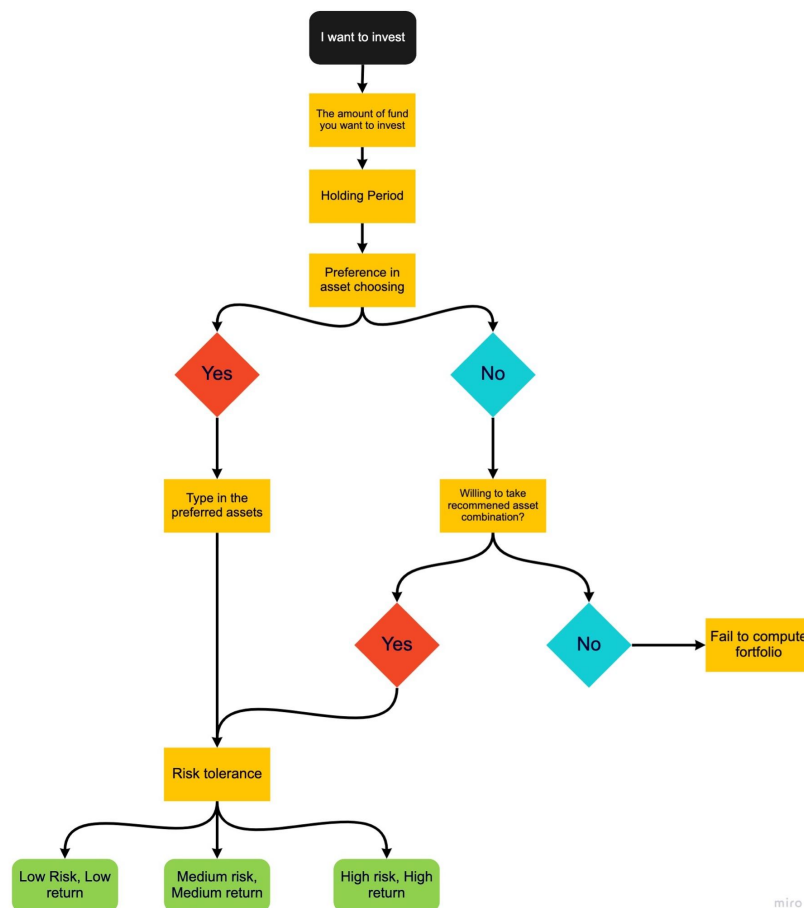 I want to invest
The amount of fund
you want to invest
Holding Period
Preference in
asset choosing
Yes
No
Type in the
preferred assets
Willing to take
recommened asset
combination?
Yes
No
Fail to compute
fortfolio
Risk tolerance
Low Risk, Low
return
Medium risk,
Medium return
High risk, High
return
miro